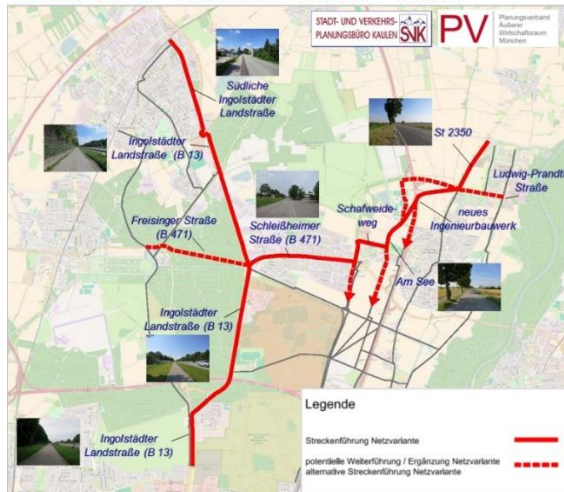 STADT- UND VERKEHRS-
PLANUNGSBÜRO KAULEN
SVK
PV
Planungsverband
Äußerer
Wirtschaftsraum
München
Südliche
Ingolstädter
Landstraße
St 2350
Ingolstädter
Landstraße (B 13)
Ludwig-Prandtl
Straße
Freisinger Straße
(B 471)
Schleißheimer
Straße (B 471)
Schafweide-
weg
neues
Ingenieurbauwerk
Am See
Ingolstädter
Landstraße (B 13)
Ingolstädter
Landstraße (B 13)
Legende
Streckenführung Netzvariante
potentielle Weiterführung / Ergänzung Netzvariante
alternative Streckenführung Netzvariante